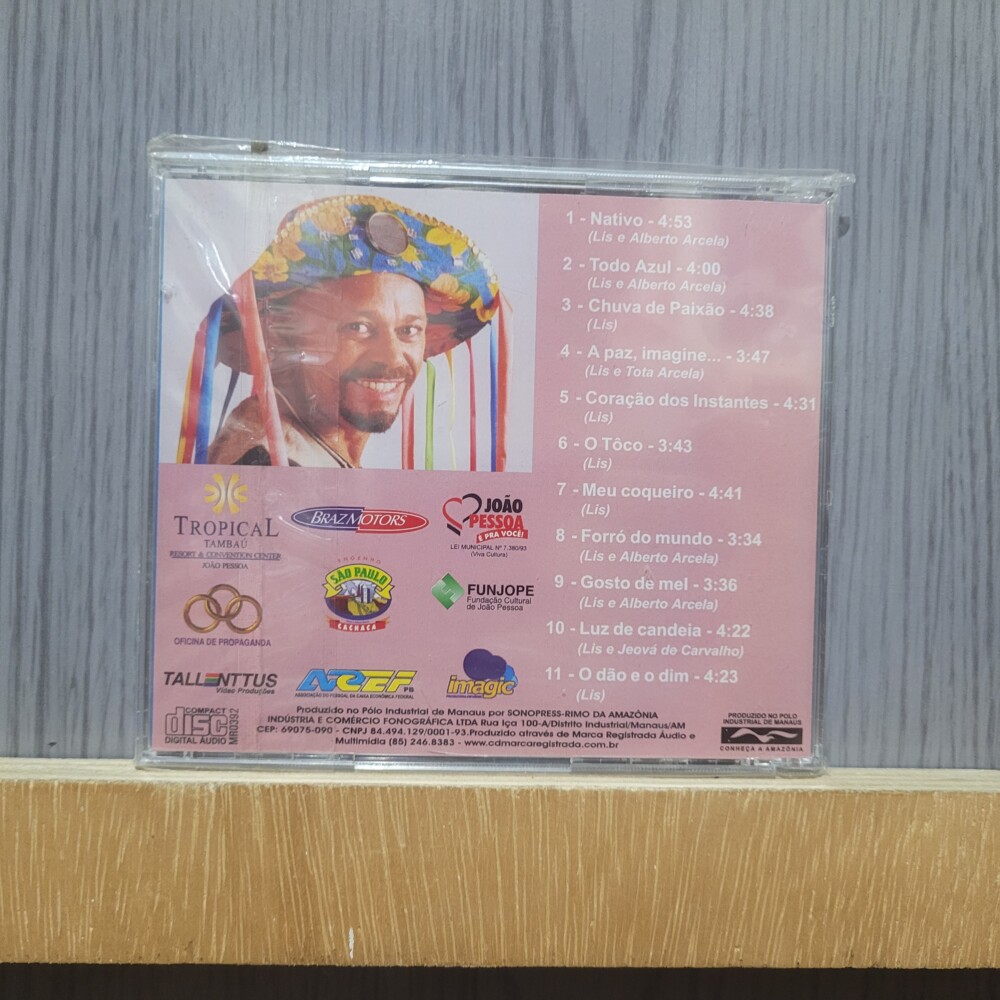 1 - Nativo - 4:53
(Lis e Alberto Arcela)
2 - Todo Azul - 4:00
(Lis e Alberto Arcela)
3 - Chuva de Paixão - 4:38
(Lis)
4 - A paz, imagine... - 3:47
(Lis e Tota Arcela)
5 - Coração dos Instantes - 4:31
(Lis)
6 - O Tôco - 3:43
(Lis)
7 - Meu coqueiro - 4:41
(Lis)
8 - Forró do mundo - 3:34
(Lis e Alberto Arcela)
9 - Gosto de mel - 3:36
(Lis e Alberto Arcela)
10 - Luz de candeia - 4:22
(Lis e Jeová de Carvalho)
11 - O dão e o dim - 4:23
(Lis)
TROPICAL
TAMBAÚ
RESORT & CONVENTION CENTER
JOÃO PESSOA
BRAZMOTORS
JOÃO
PESSOA
É PRA VOCÊ!
LEI MUNICIPAL Nº 7.380/93
(Viva Cultura)
OFICINA DE PROPAGANDA
ENGENHO
SÃO PAULO
CACHAÇA
FUNJOPE
Fundação Cultural
de João Pessoa
TALLENTTUS
Vídeo Produções
APCEF PB
ASSOCIAÇÃO DO PESSOAL DA CAIXA ECONÔMICA FEDERAL
imagic
COMPACT
disc
DIGITAL ÁUDIO
MR0392
Produzido no Pólo Industrial de Manaus por SONOPRESS-RIMO DA AMAZÔNIA
INDÚSTRIA E COMÉRCIO FONOGRÁFICA LTDA Rua Içá 100-A/Distrito Industrial/Manaus/AM
CEP: 69075-090 - CNPJ 84.494.129/0001-93.Produzido através de Marca Registrada Áudio e
Multimídia (85) 246.8383 - www.cdmarcaregistrada.com.br
PRODUZIDO NO PÓLO
INDUSTRIAL DE MANAUS
CONHEÇA A AMAZÔNIA